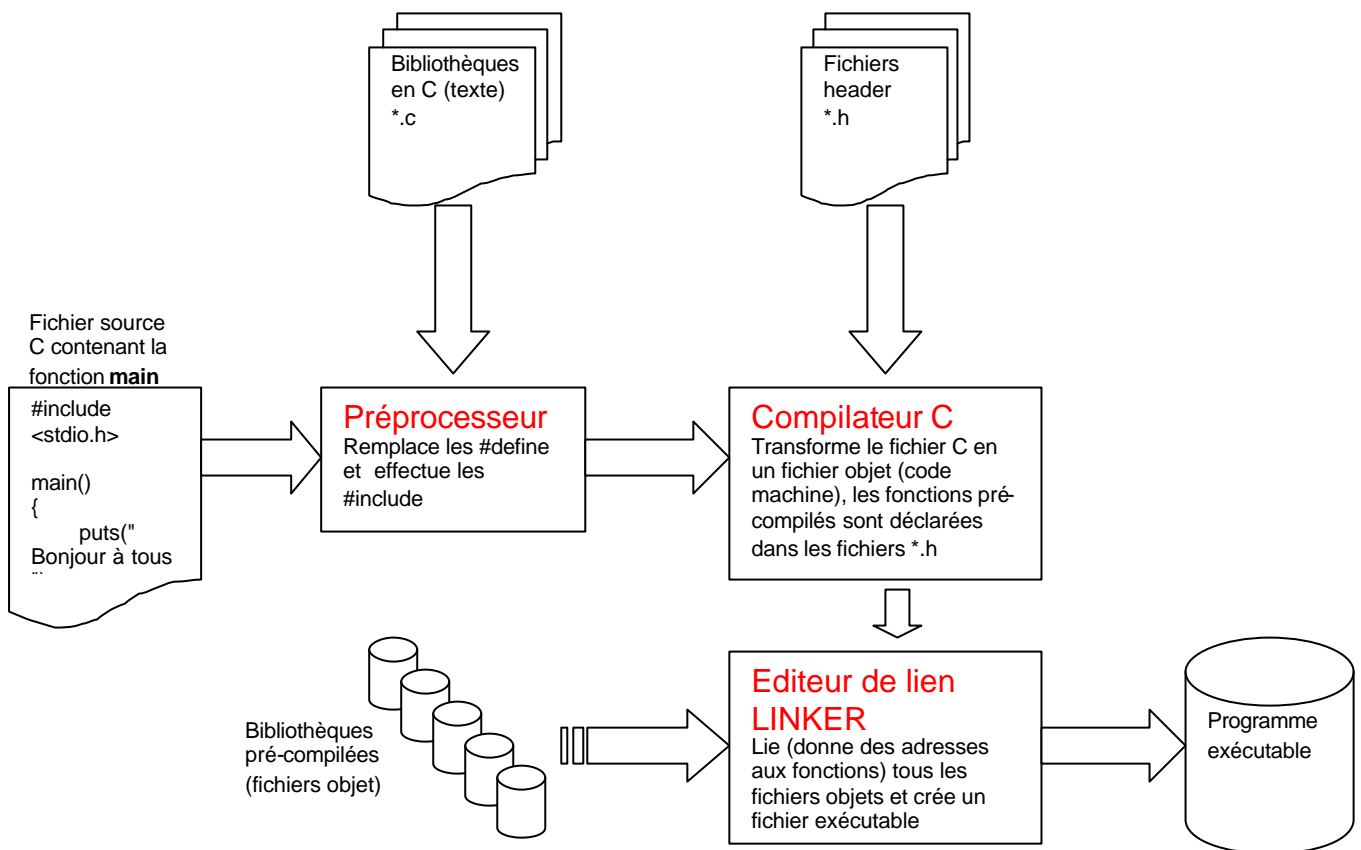 Bibliothèques
en C (texte)
*.c
Fichiers
header
*.h
Fichier source
C contenant la
fonction main
#include
<stdio.h>
main()
{
puts("
Bonjour à tous
Préprocesseur
Remplace les #define
et effectue les
#include
Compilateur C
Transforme le fichier C en
un fichier objet (code
machine), les fonctions pré-
compilés sont déclarées
dans les fichiers *.h
Bibliothèques
pré-compilées
(fichiers objet)
Editeur de lien
LINKER
Lie (donne des adresses
aux fonctions) tous les
fichiers objets et crée un
fichier exécutable
Programme
exécutable